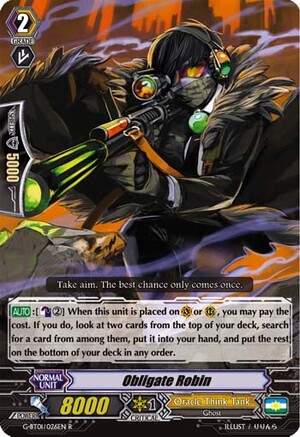 2
GRADE
5000
Take aim. The best chance only comes once.
AUTO : [ 2 ] When this unit is placed on V or R , you may pay the
cost. If you do, look at two cards from the top of your deck, search
for a card from among them, put it into your hand, and put the rest
on the bottom of your deck in any order.
NORMAL
UNIT
Obligate Robin
POWER
8000
1
CRITICAL
Oracle Think Tank
Ghost
G-BT01/026EN R
ILLUST /